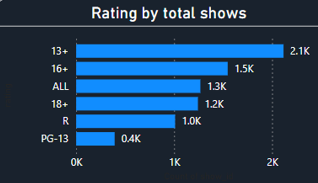 Rating by total shows
13+ 2.1K
16+ 1.5K
ALL 1.3K
18+ 1.2K
R 1.0K
PG-13 0.4K
0K 1K 2K